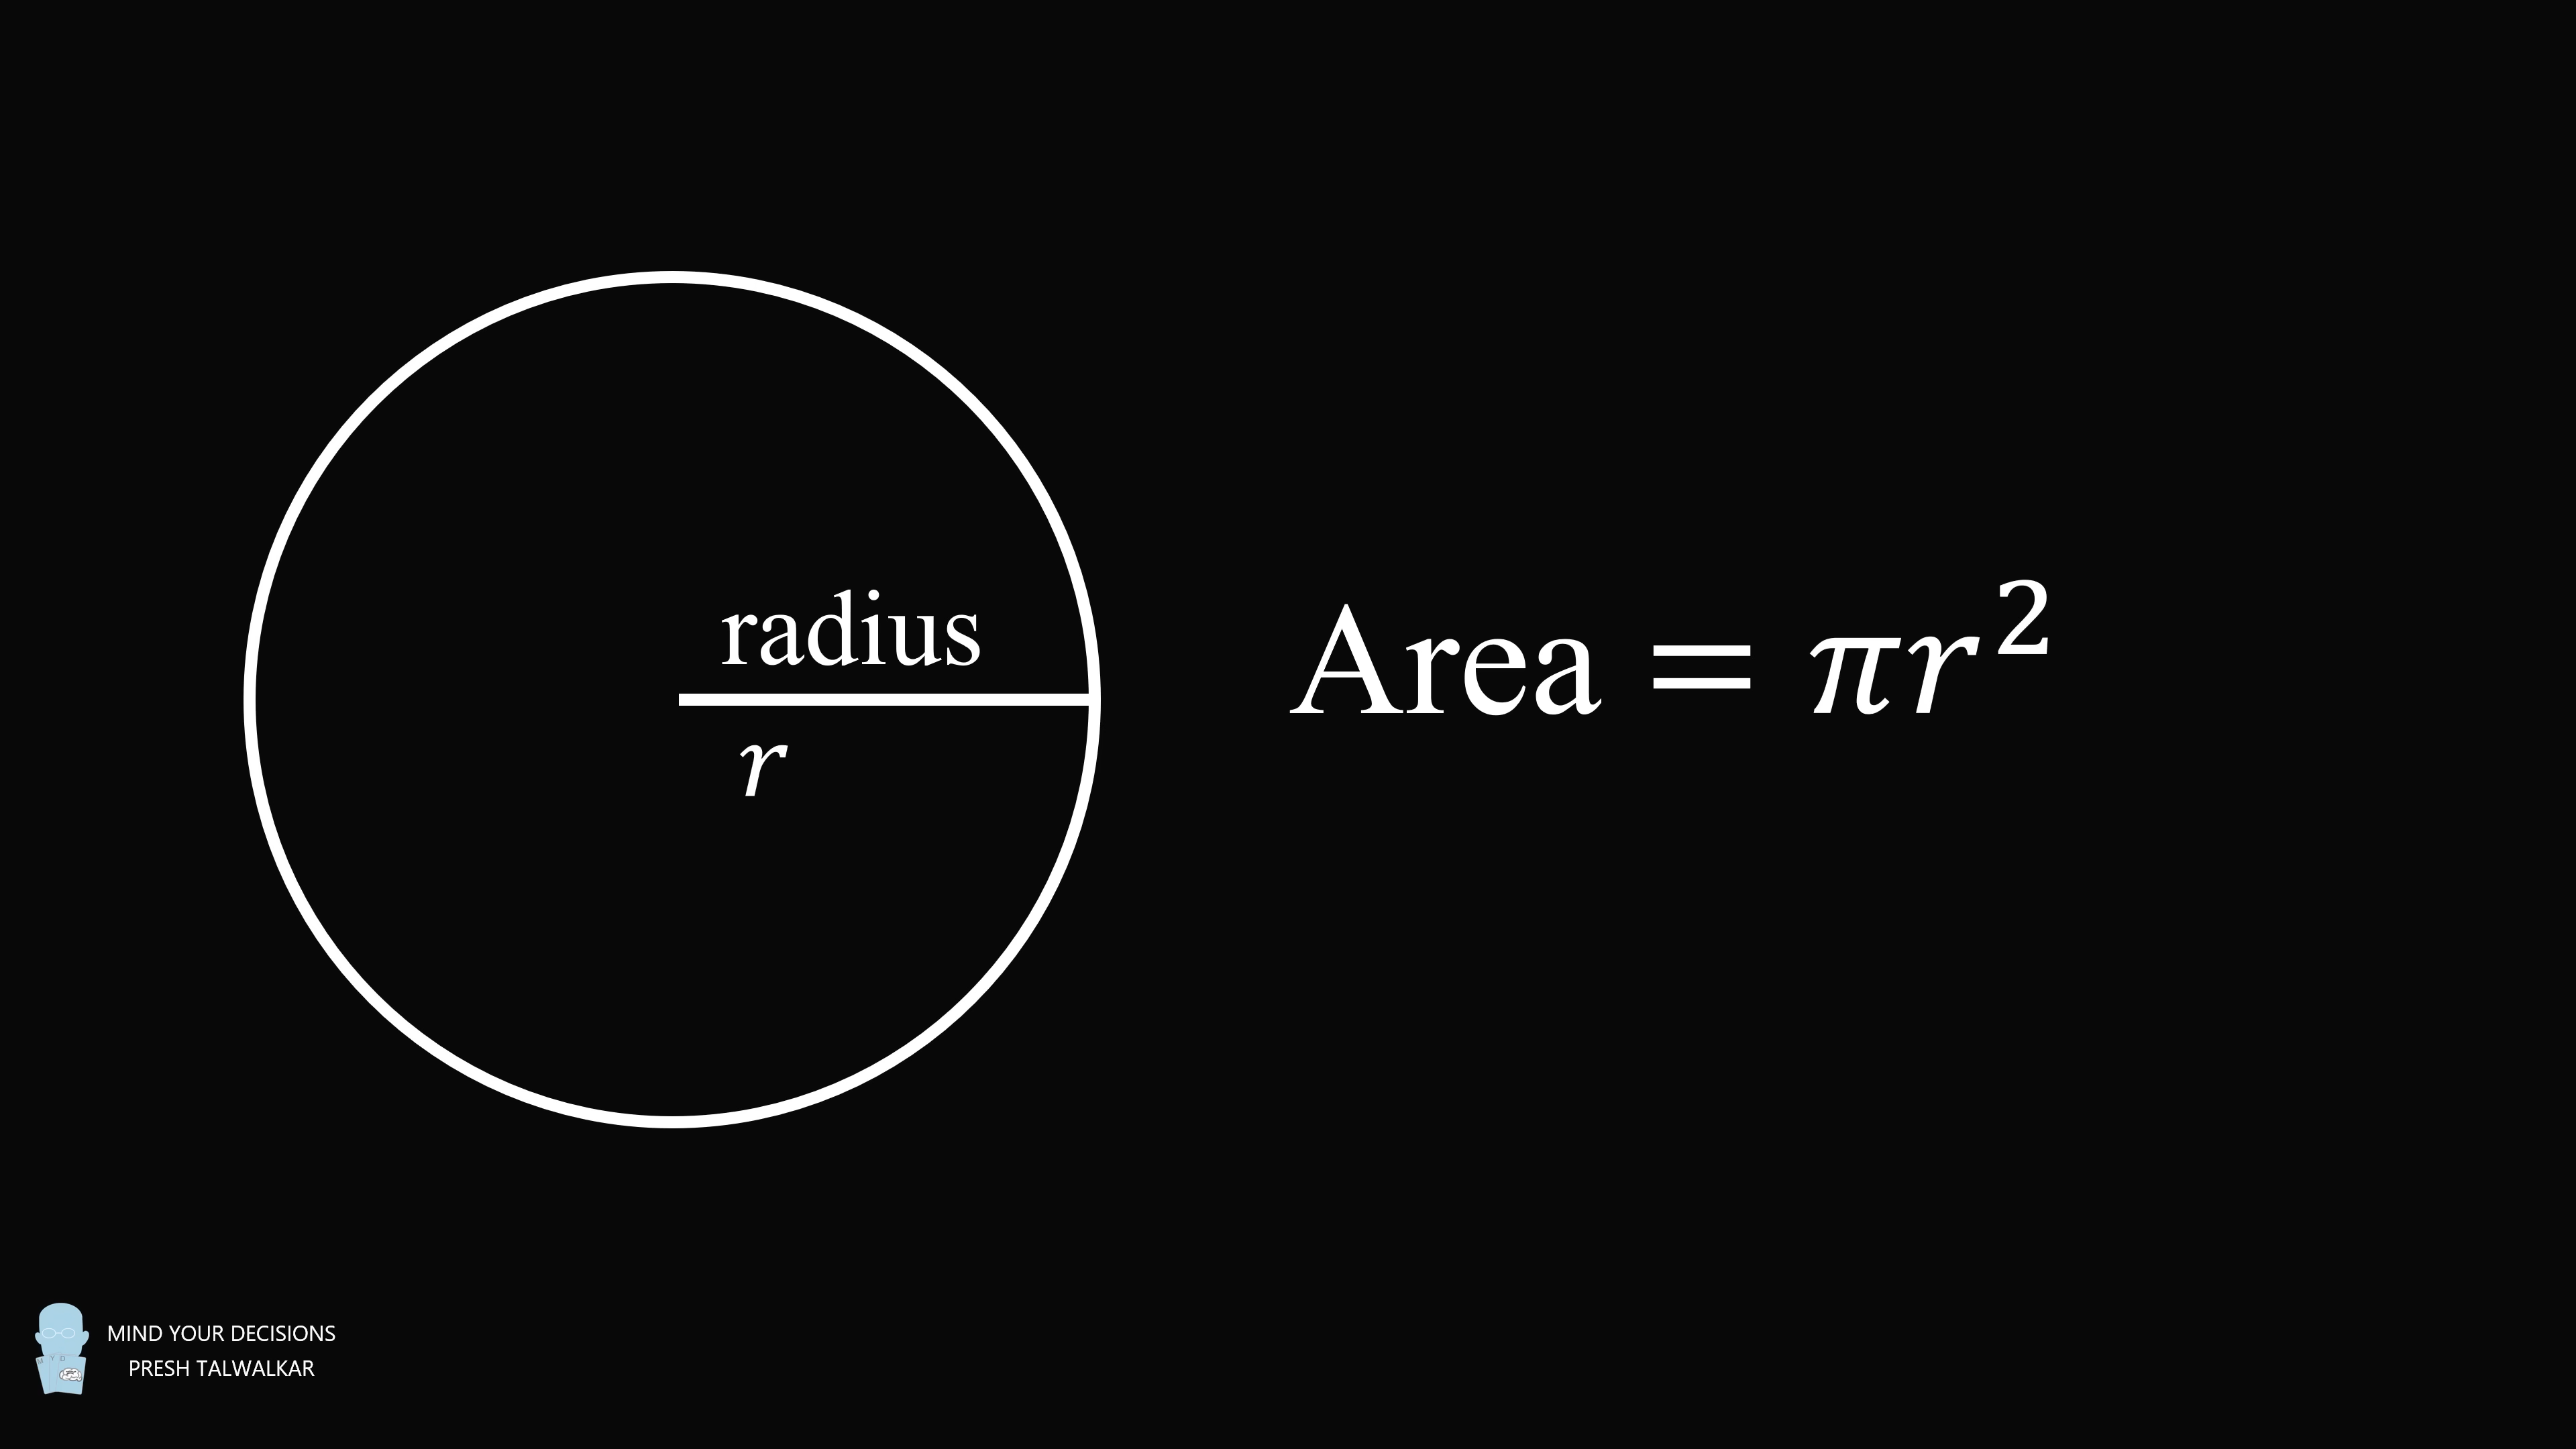 radius
r
Area = πr²
MIND YOUR DECISIONS
PRESH TALWALKAR